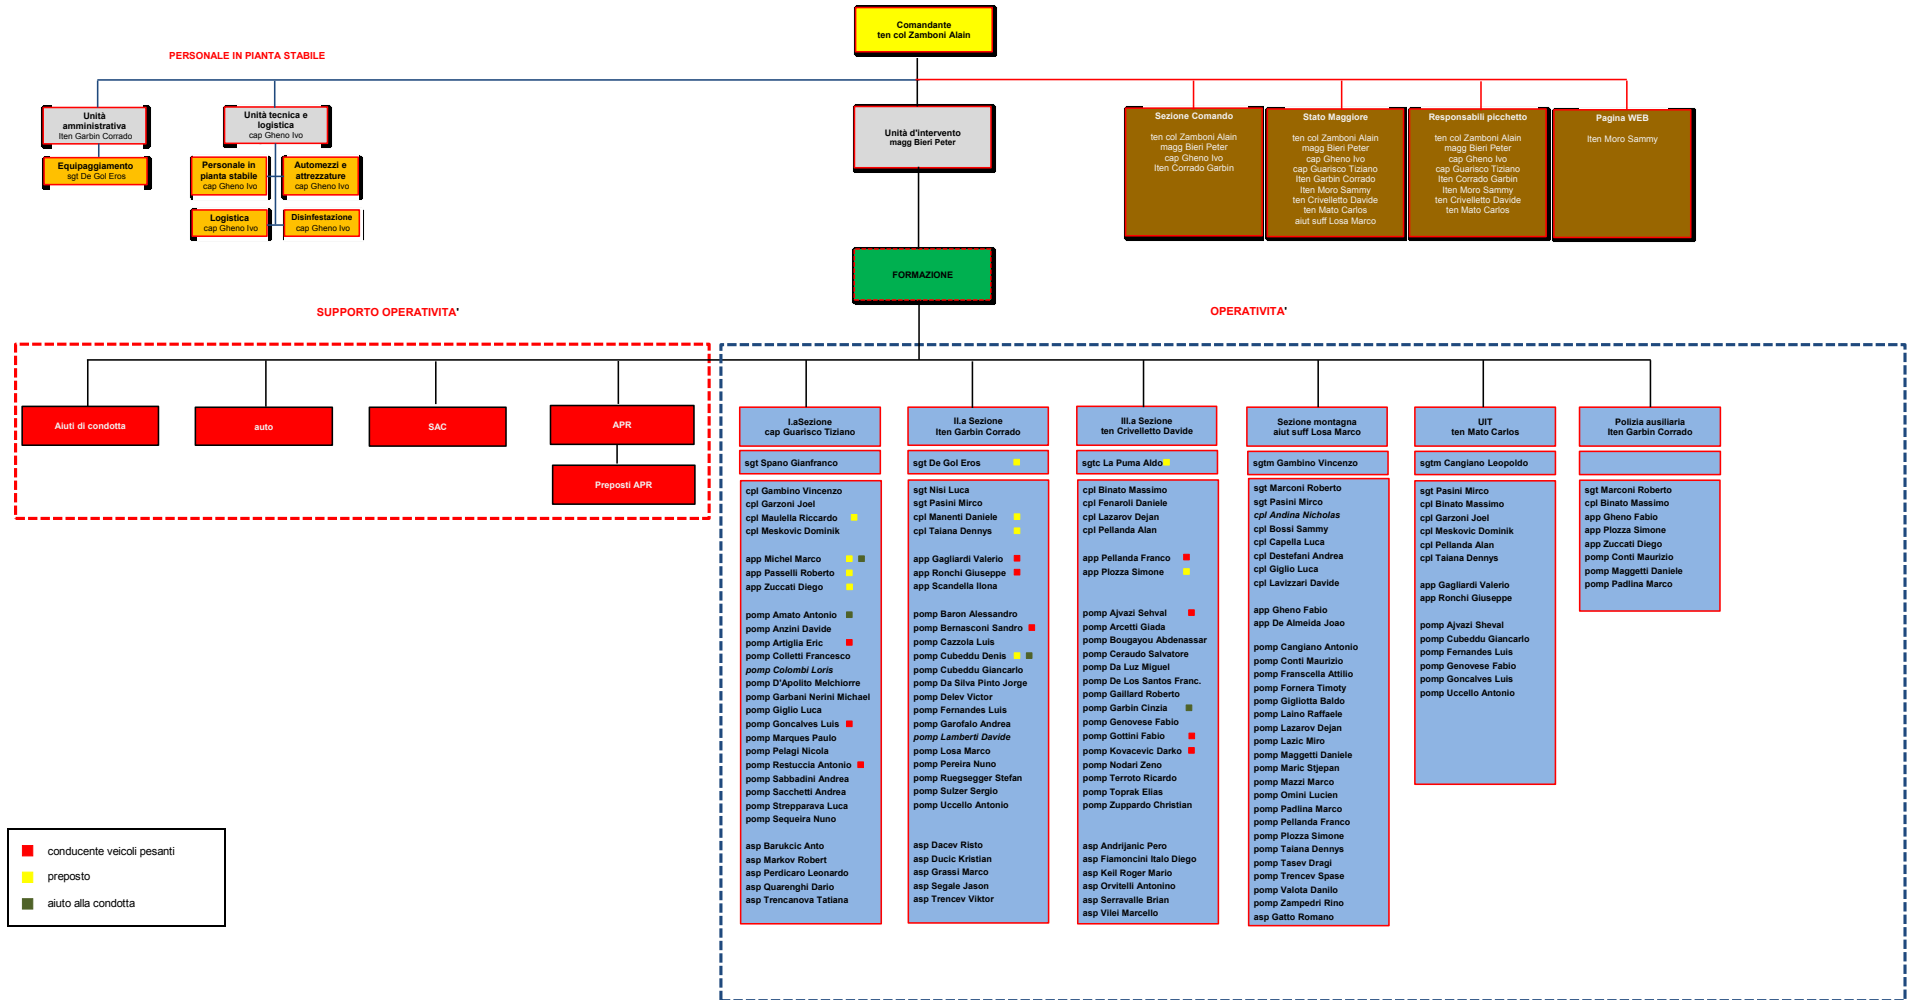 Comandante
ten col Zamboni Alain
PERSONALE IN PIANTA STABILE
Unità
amministrativa
Iten Garbin Corrado
Equipaggiamento
sgt De Gol Eros
Unità tecnica e
logistica
cap Gheno Ivo
Personale in
pianta stabile
cap Gheno Ivo
Automezzi e
attrezzature
cap Gheno Ivo
Logistica
cap Gheno Ivo
Disinfestazione
cap Gheno Ivo
Unità d'intervento
magg Bieri Peter
Sezione Comando
ten col Zamboni Alain
magg Bieri Peter
cap Gheno Ivo
Iten Corrado Garbin
Stato Maggiore
ten col Zamboni Alain
magg Bieri Peter
cap Gheno Ivo
cap Guarisco Tiziano
Iten Garbin Corrado
Iten Moro Sammy
ten Crivelletto Davide
ten Mato Carlos
aiut suff Losa Marco
Responsabili picchetto
ten col Zamboni Alain
magg Bieri Peter
cap Gheno Ivo
cap Guarisco Tiziano
Iten Corrado Garbin
Iten Moro Sammy
ten Crivelletto Davide
ten Mato Carlos
Pagina WEB
Iten Moro Sammy
FORMAZIONE
SUPPORTO OPERATIVITA'
OPERATIVITA'
Aiuti di condotta
auto
SAC
APR
Preposti APR
I.aSezione
cap Guarisco Tiziano
sgt Spano Gianfranco
cpl Gambino Vincenzo
cpl Garzoni Joel
cpl Maulella Riccardo
cpl Meskovic Dominik
app Michel Marco
app Passelli Roberto
app Zuccati Diego
pomp Amato Antonio
pomp Anzini Davide
pomp Artiglia Eric
pomp Colletti Francesco
pomp Colombi Loris
pomp D'Apolito Melchiorre
pomp Garbani Nerini Michael
pomp Giglio Luca
pomp Goncalves Luis
pomp Marques Paulo
pomp Pelagi Nicola
pomp Restuccia Antonio
pomp Sabbadini Andrea
pomp Sacchetti Andrea
pomp Strepparava Luca
pomp Sequeira Nuno
asp Barukcic Anto
asp Markov Robert
asp Perdicaro Leonardo
asp Quarenghi Dario
asp Trencanova Tatiana
II.a Sezione
Iten Garbin Corrado
sgt De Gol Eros
sgt Nisi Luca
sgt Pasini Mirco
cpl Manenti Daniele
cpl Taiana Dennys
app Gagliardi Valerio
app Ronchi Giuseppe
app Scandella Ilona
pomp Baron Alessandro
pomp Bernasconi Sandro
pomp Cazzola Luis
pomp Cubeddu Denis
pomp Cubeddu Giancarlo
pomp Da Silva Pinto Jorge
pomp Delev Victor
pomp Fernandes Luis
pomp Garofalo Andrea
pomp Lamberti Davide
pomp Losa Marco
pomp Pereira Nuno
pomp Ruegsegger Stefan
pomp Sulzer Sergio
pomp Uccello Antonio
asp Dacev Risto
asp Ducic Kristian
asp Grassi Marco
asp Segale Jason
asp Trencev Viktor
III.a Sezione
ten Crivelletto Davide
sgtc La Puma Aldo
cpl Binato Massimo
cpl Fenaroli Daniele
cpl Lazarov Dejan
cpl Pellanda Alan
app Pellanda Franco
app Plozza Simone
pomp Ajvazi Sehval
pomp Arcetti Giada
pomp Bougayou Abdenassar
pomp Ceraudo Salvatore
pomp Da Luz Miguel
pomp De Los Santos Franc.
pomp Gaillard Roberto
pomp Garbin Cinzia
pomp Genovese Fabio
pomp Gottini Fabio
pomp Kovacevic Darko
pomp Nodari Zeno
pomp Terroto Ricardo
pomp Toprak Elias
pomp Zuppardo Christian
asp Andrijanic Pero
asp Fiamoncini Italo Diego
asp Keil Roger Mario
asp Orvitelli Antonino
asp Serravalle Brian
asp Vilei Marcello
Sezione montagna
aiut suff Losa Marco
sgtm Gambino Vincenzo
sgt Marconi Roberto
sgt Pasini Mirco
cpl Andina Nicholas
cpl Bossi Sammy
cpl Capella Luca
cpl Destefani Andrea
cpl Giglio Luca
cpl Lavizzari Davide
app Gheno Fabio
app De Almeida Joao
pomp Cangiano Antonio
pomp Conti Maurizio
pomp Franscella Attilio
pomp Fornera Timoty
pomp Gigliotta Baldo
pomp Laino Raffaele
pomp Lazarov Dejan
pomp Lazic Miro
pomp Maggetti Daniele
pomp Maric Stjepan
pomp Mazzi Marco
pomp Omini Lucien
pomp Padlina Marco
pomp Pellanda Franco
pomp Plozza Simone
pomp Taiana Dennys
pomp Tasev Dragi
pomp Trencev Spase
pomp Valota Danilo
pomp Zampedri Rino
asp Gatto Romano
UIT
ten Mato Carlos
sgtm Cangiano Leopoldo
sgt Pasini Mirco
cpl Binato Massimo
cpl Garzoni Joel
cpl Meskovic Dominik
cpl Pellanda Alan
cpl Taiana Dennys
app Gagliardi Valerio
app Ronchi Giuseppe
pomp Ajvazi Sheval
pomp Cubeddu Giancarlo
pomp Fernandes Luis
pomp Genovese Fabio
pomp Goncalves Luis
pomp Uccello Antonio
Polizia ausiliaria
Iten Garbin Corrado
sgt Marconi Roberto
cpl Binato Massimo
app Gheno Fabio
app Plozza Simone
app Zuccati Diego
pomp Conti Maurizio
pomp Maggetti Daniele
pomp Padlina Marco
conducente veicoli pesanti
preposto
aiuto alla condotta